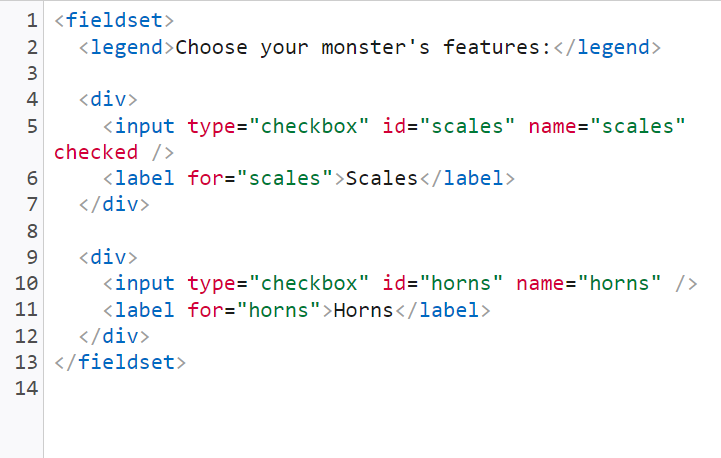 1 <fieldset>
2   <legend>Choose your monster's features:</legend>
3
4   <div>
5     <input type="checkbox" id="scales" name="scales"
checked />
6     <label for="scales">Scales</label>
7   </div>
8
9   <div>
10     <input type="checkbox" id="horns" name="horns" />
11     <label for="horns">Horns</label>
12   </div>
13 </fieldset>
14